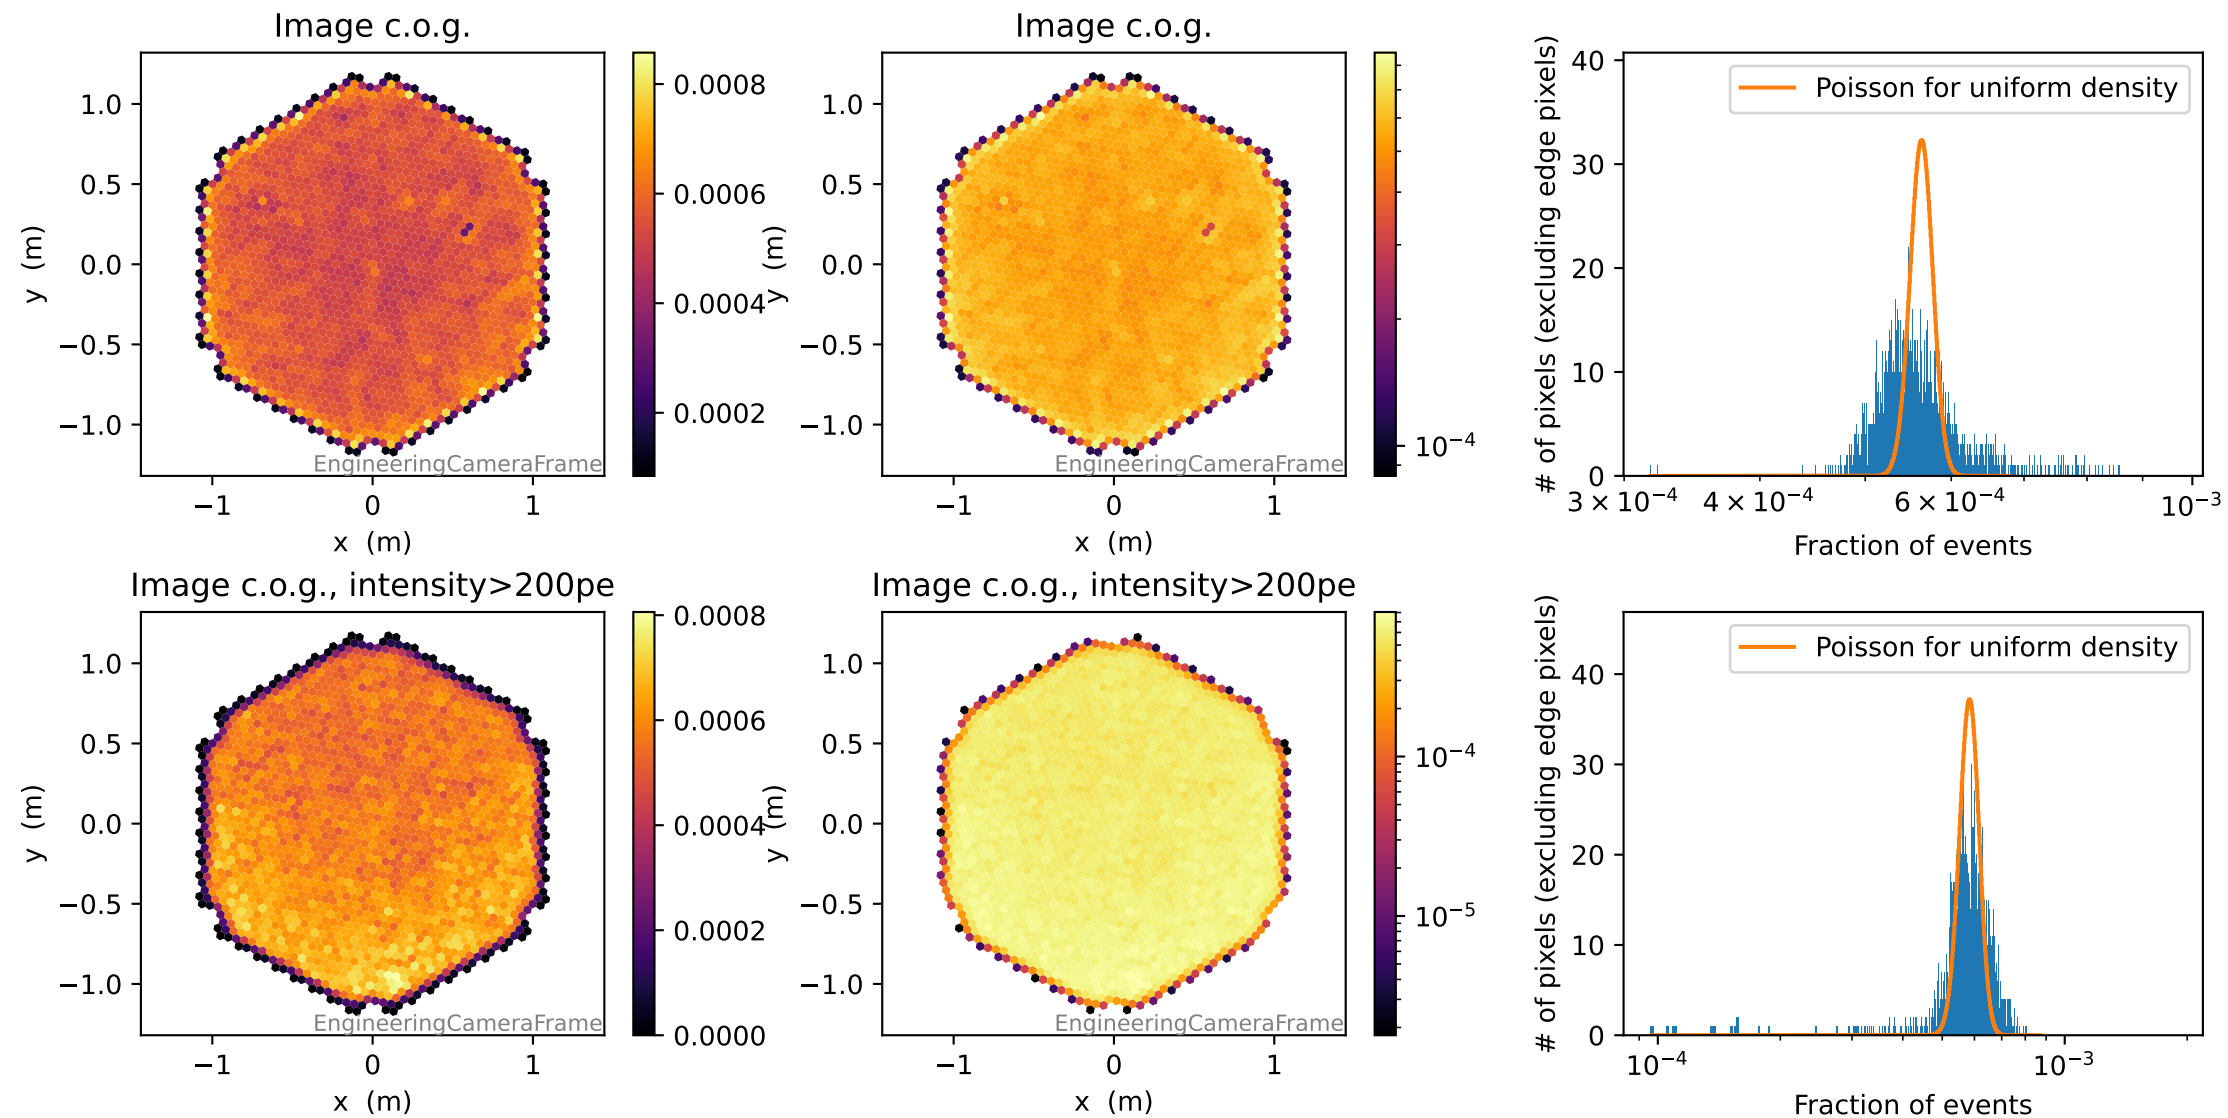 Image c.o.g.
1.0
0.5
0.0
−0.5
−1.0
y (m)
−1
0
1
x (m)
EngineeringCameraFrame
0.0008
0.0006
0.0004
0.0002
Image c.o.g.
1.0
0.5
0.0
−0.5
−1.0
y (m)
−1
0
1
x (m)
EngineeringCameraFrame
10⁻⁴
40
30
20
10
0
# of pixels (excluding edge pixels)
Poisson for uniform density
3 × 10⁻⁴
4 × 10⁻⁴
6 × 10⁻⁴
10⁻³
Fraction of events
Image c.o.g., intensity>200pe
1.0
0.5
0.0
−0.5
−1.0
y (m)
−1
0
1
x (m)
EngineeringCameraFrame
0.0008
0.0006
0.0004
0.0002
0.0000
Image c.o.g., intensity>200pe
1.0
0.5
0.0
−0.5
−1.0
y (m)
−1
0
1
x (m)
EngineeringCameraFrame
10⁻⁴
10⁻⁵
40
30
20
10
0
# of pixels (excluding edge pixels)
Poisson for uniform density
10⁻⁴
10⁻³
Fraction of events